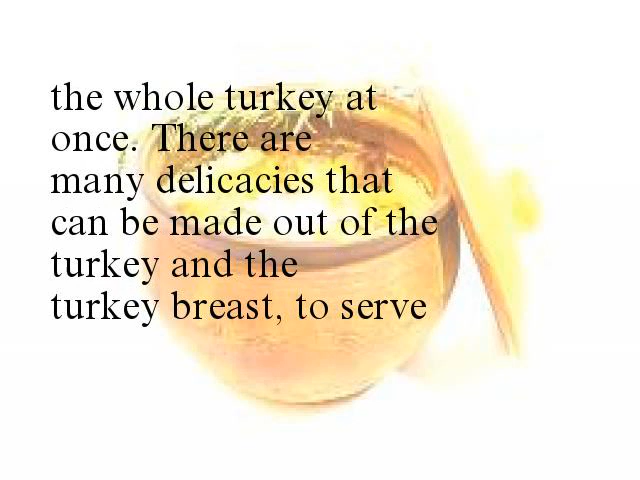 the whole turkey at
once. There are
many delicacies that
can be made out of the
turkey and the
turkey breast, to serve